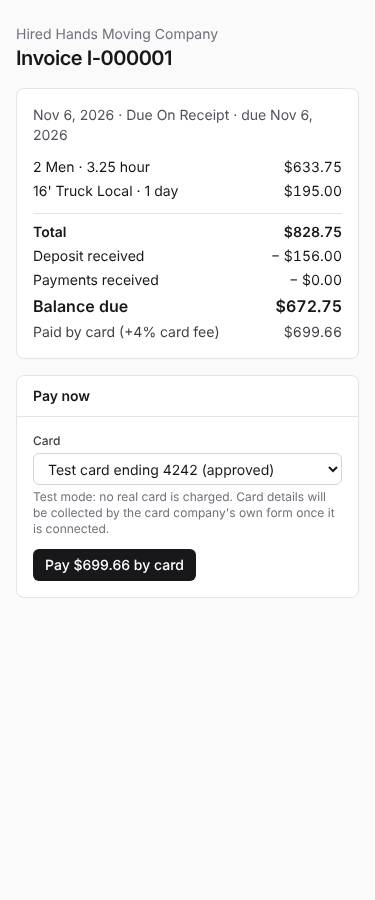 Hired Hands Moving Company
Invoice I-000001
Nov 6, 2026 · Due On Receipt · due Nov 6,
2026
2 Men · 3.25 hour $633.75
16' Truck Local · 1 day $195.00
Total $828.75
Deposit received − $156.00
Payments received − $0.00
Balance due $672.75
Paid by card (+4% card fee) $699.66
Pay now
Card
Test card ending 4242 (approved)
Test mode: no real card is charged. Card details will
be collected by the card company's own form once it
is connected.
Pay $699.66 by card